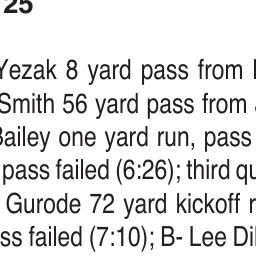 25
Yezak 8 yard pass from
Smith 56 yard pass from
Bailey one yard run, pass
pass failed (6:26); third qu
Gurode 72 yard kickoff r
ss failed (7:10); B- Lee Dil